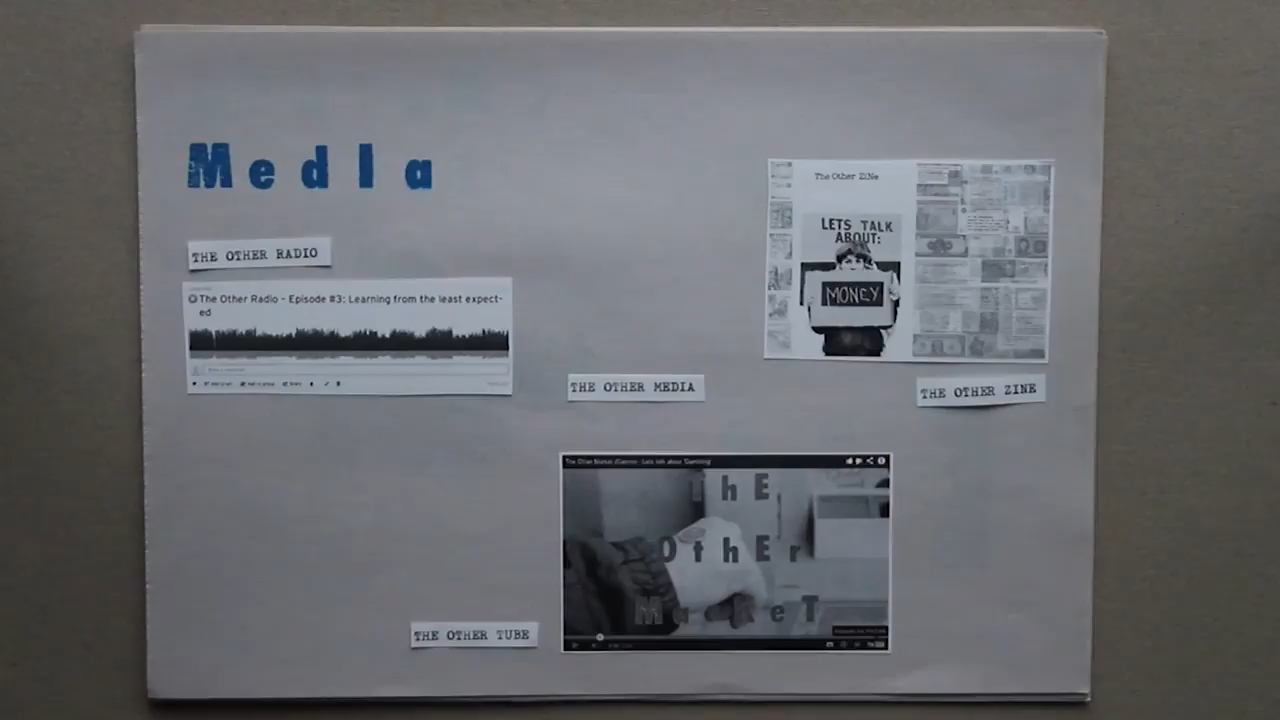 MedIa
THE OTHER RADIO
The Other Radio - Episode #3: Learning from the least expect-
ed
The Other ZINe
LETS TALK
ABOUT:
MONEY
THE OTHER MEDIA
THE OTHER ZINE
ThE
OthEr
MarKeT
THE OTHER TUBE